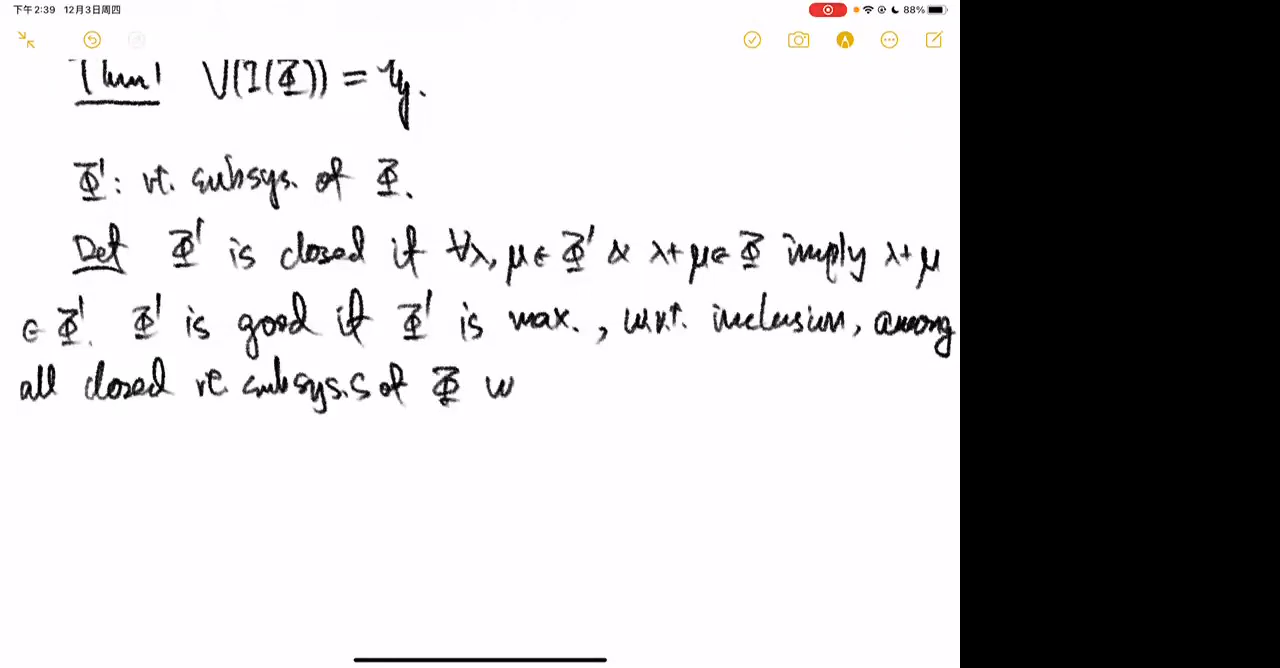 下午2:39 12月3日周四
88%
Thm1 V(I(Φ)) = η.
Φ': rt. subsys. of Φ.
Def Φ' is closed if ∀λ, μ ∈ Φ' & λ+μ ∈ Φ imply λ+μ
∈ Φ'. Φ' is good if Φ' is max., w.r.t. inclusion, among
all closed rt. subsys.s of Φ w